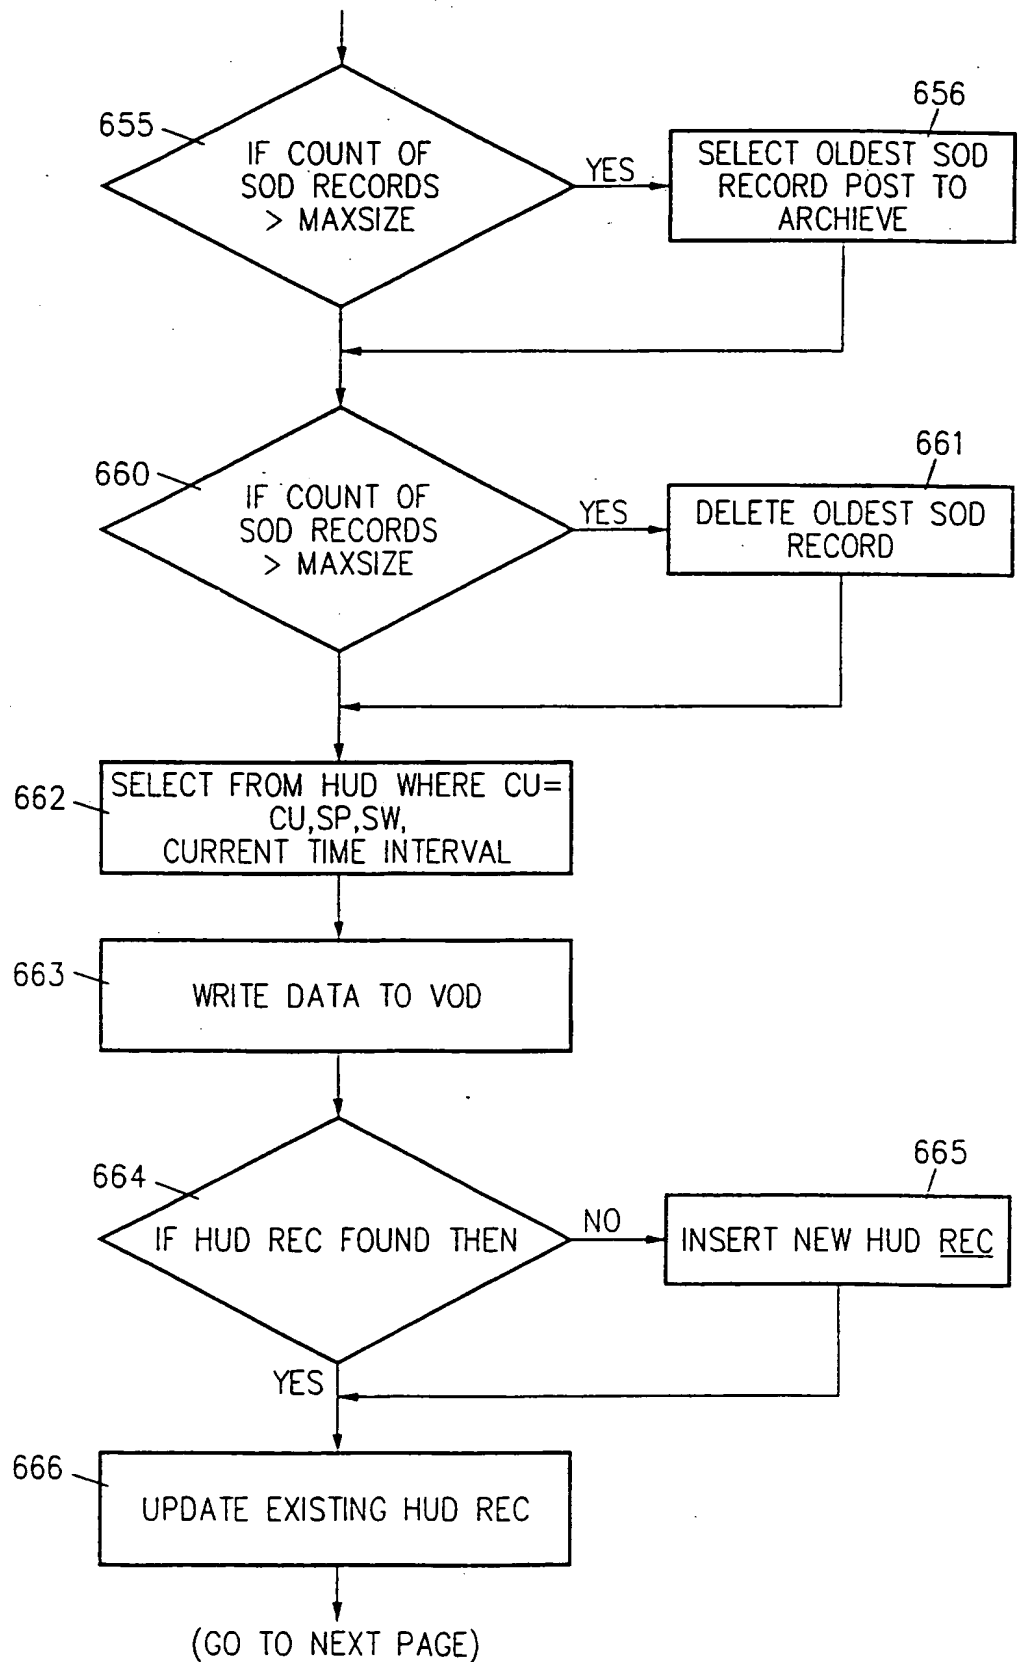 655
IF COUNT OF
SOD RECORDS
> MAXSIZE
YES
656
SELECT OLDEST SOD
RECORD POST TO
ARCHIEVE
660
IF COUNT OF
SOD RECORDS
> MAXSIZE
YES
661
DELETE OLDEST SOD
RECORD
662
SELECT FROM HUD WHERE CU=
CU,SP,SW,
CURRENT TIME INTERVAL
663
WRITE DATA TO VOD
664
IF HUD REC FOUND THEN
NO
665
INSERT NEW HUD REC
YES
666
UPDATE EXISTING HUD REC
(GO TO NEXT PAGE)